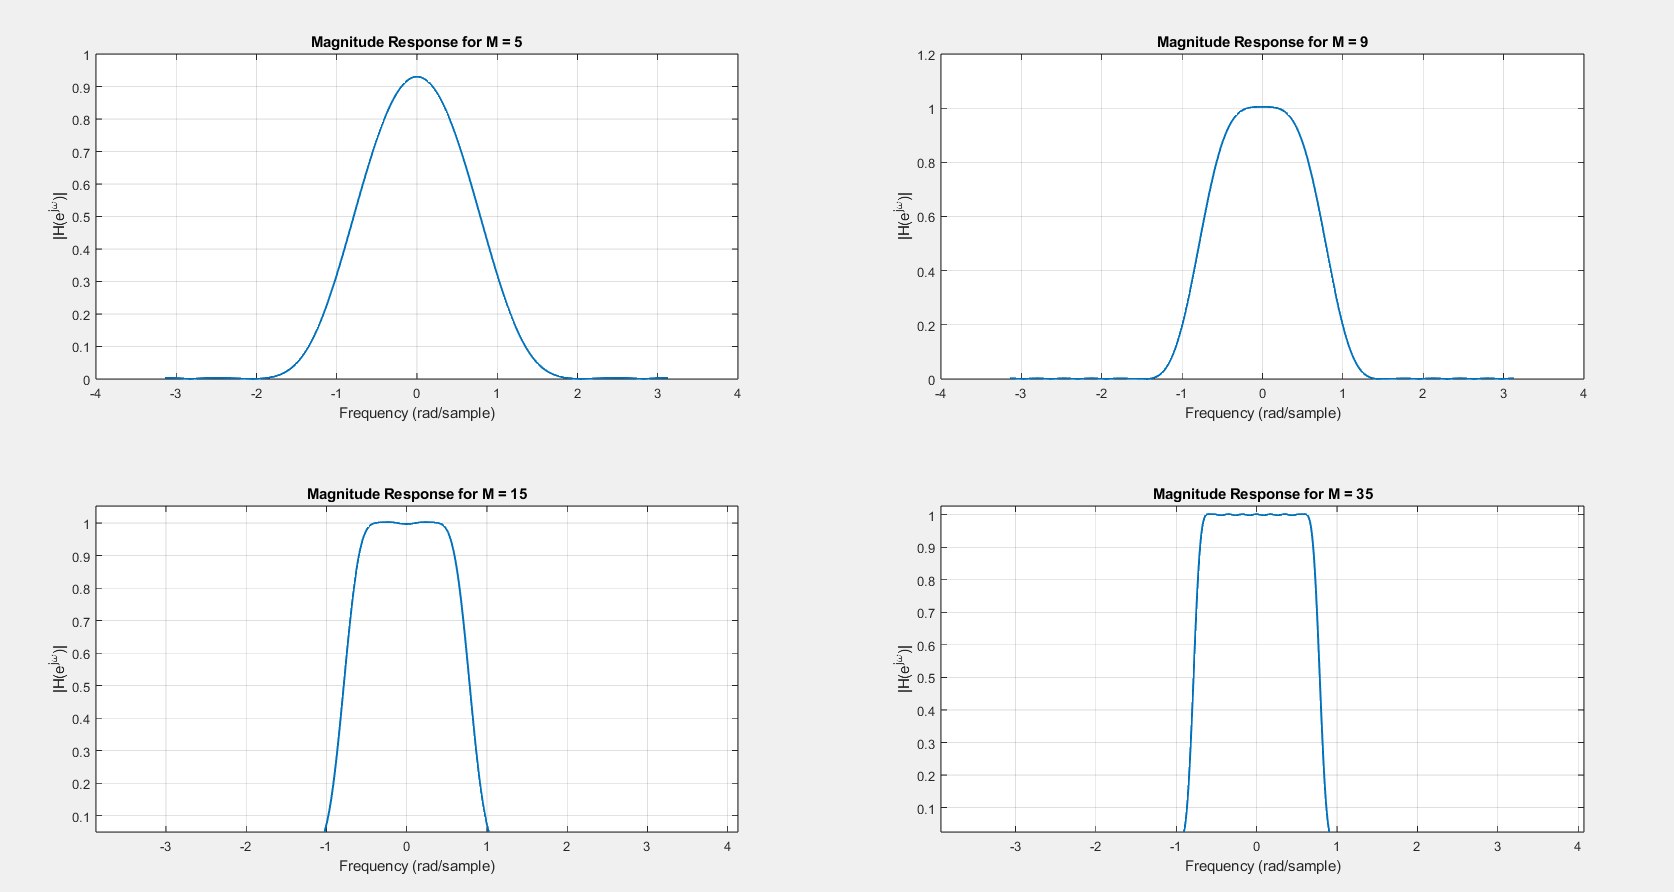 Magnitude Response for M = 5
1
0.9
0.8
0.7
0.6
0.5
0.4
0.3
0.2
0.1
0
|H(e^jω)|
-4 -3 -2 -1 0 1 2 3 4
Frequency (rad/sample)
Magnitude Response for M = 9
1.2
1
0.8
0.6
0.4
0.2
0
|H(e^jω)|
-4 -3 -2 -1 0 1 2 3 4
Frequency (rad/sample)
Magnitude Response for M = 15
1
0.9
0.8
0.7
0.6
0.5
0.4
0.3
0.2
0.1
|H(e^jω)|
-3 -2 -1 0 1 2 3 4
Frequency (rad/sample)
Magnitude Response for M = 35
1
0.9
0.8
0.7
0.6
0.5
0.4
0.3
0.2
0.1
|H(e^jω)|
-3 -2 -1 0 1 2 3 4
Frequency (rad/sample)